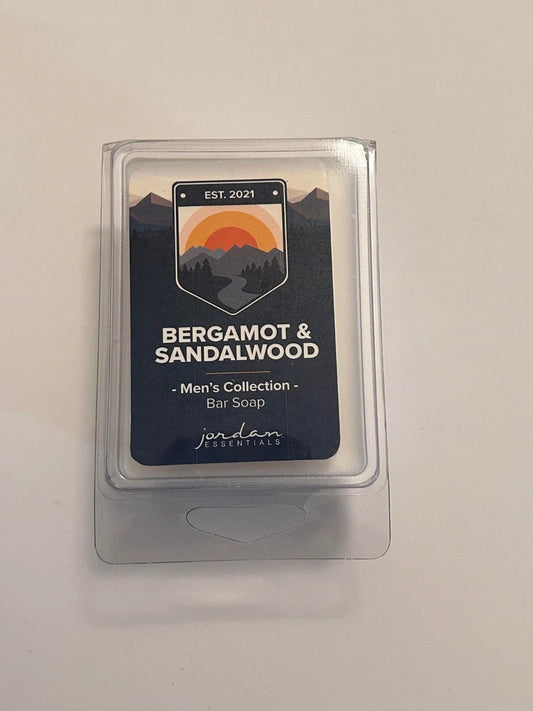 EST. 2021
BERGAMOT &
SANDALWOOD
- Men's Collection -
Bar Soap
jordan
ESSENTIALS